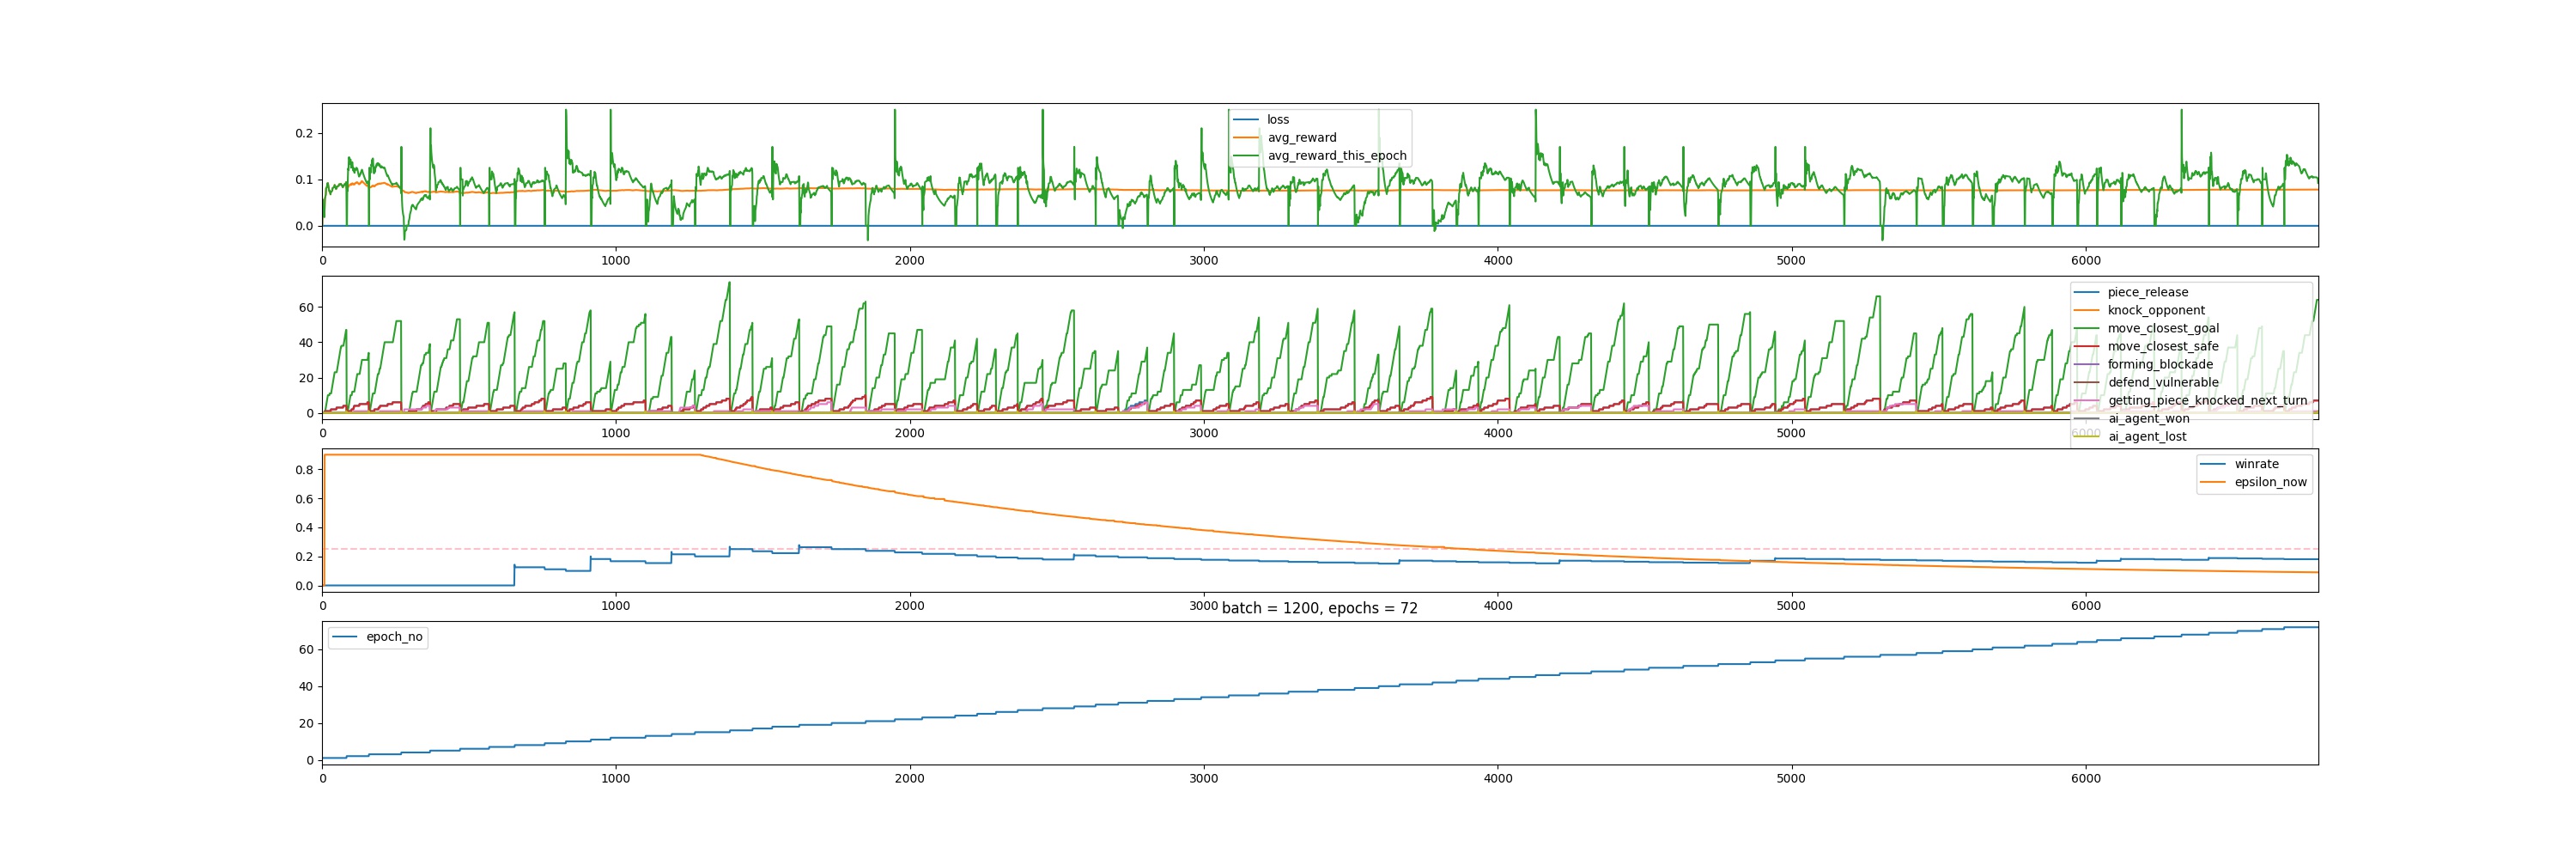 loss
avg_reward
avg_reward_this_epoch
0.2
0.1
0.0
0 1000 2000 3000 4000 5000 6000
piece_release
knock_opponent
move_closest_goal
move_closest_safe
forming_blockade
defend_vulnerable
getting_piece_knocked_next_turn
ai_agent_won
ai_agent_lost
60
40
20
0
0 1000 2000 3000 4000 5000 6000
winrate
epsilon_now
0.8
0.6
0.4
0.2
0.0
0 1000 2000 3000 4000 5000 6000
batch = 1200, epochs = 72
epoch_no
60
40
20
0
0 1000 2000 3000 4000 5000 6000